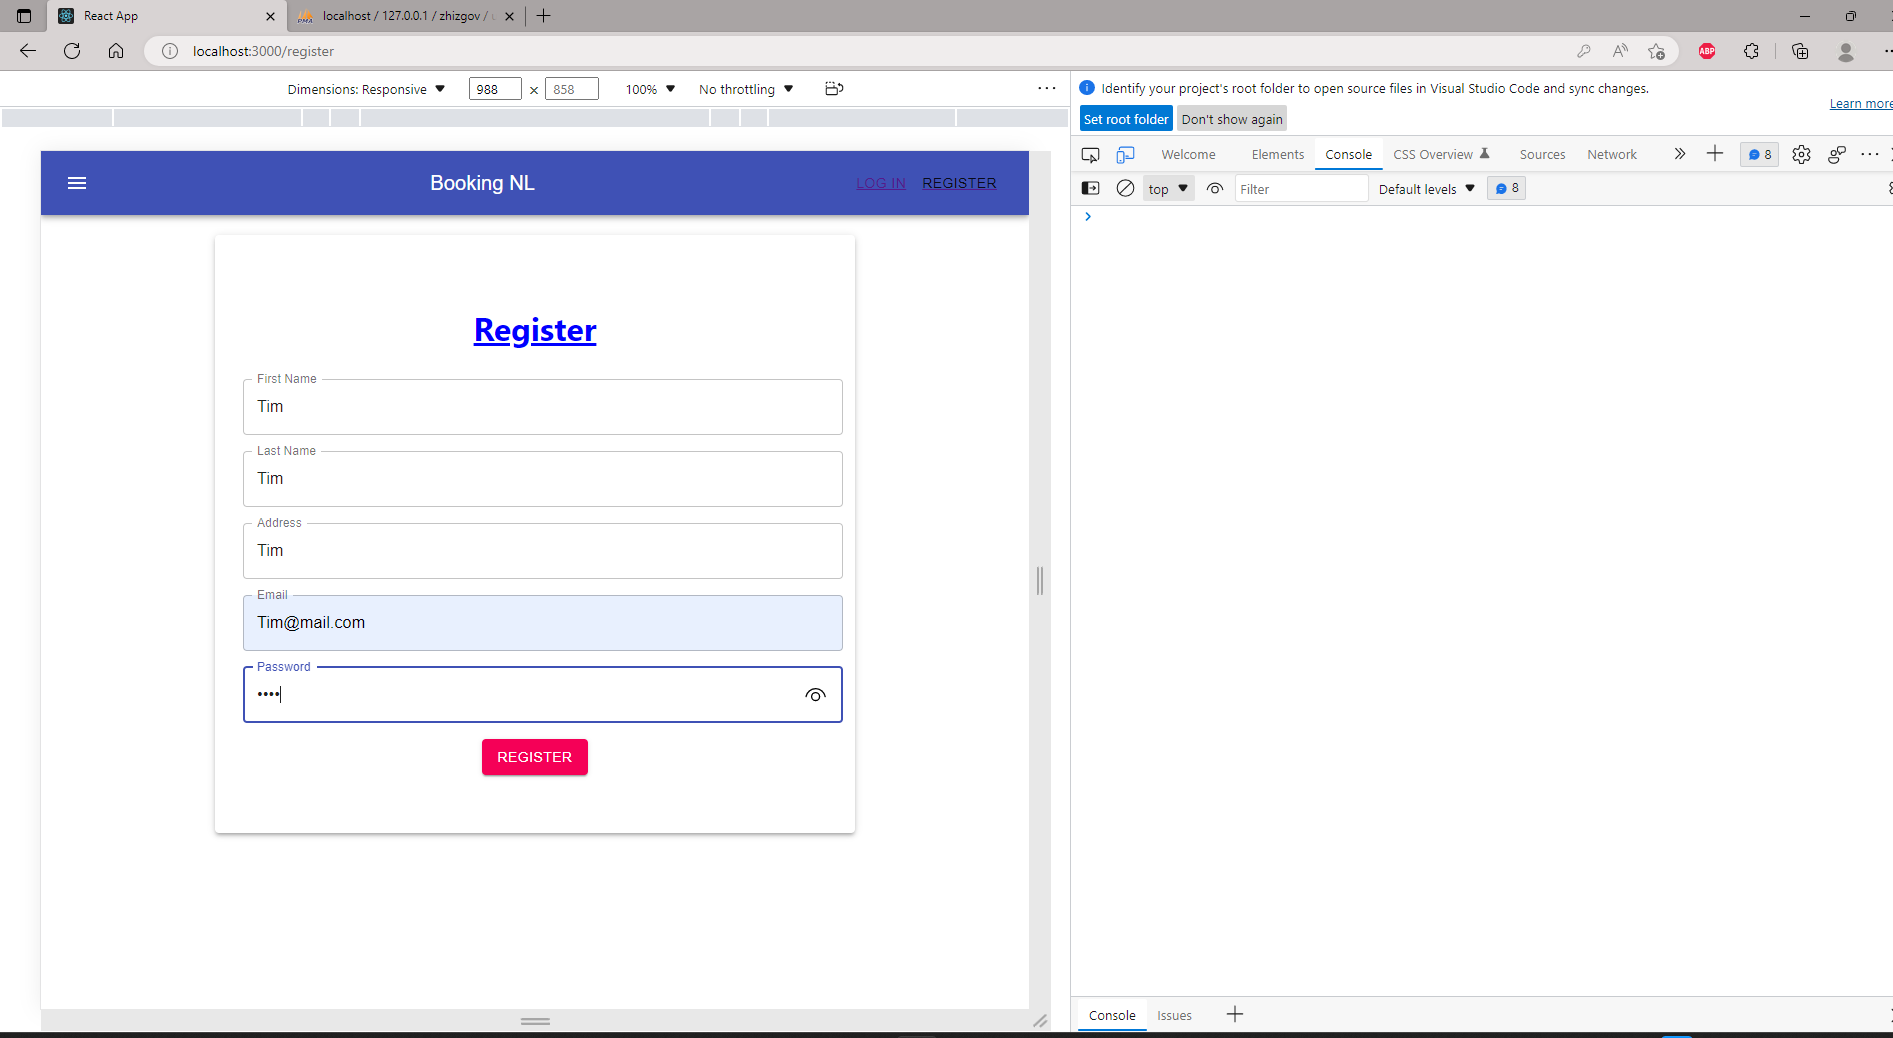 React App
localhost / 127.0.0.1 / zhizgov /
localhost:3000/register
ABP
Dimensions: Responsive 988 × 858 100% No throttling
Identify your project's root folder to open source files in Visual Studio Code and sync changes.
Learn more
Set root folder Don't show again
Welcome Elements Console CSS Overview Sources Network 8
top Filter Default levels 8
Booking NL LOG IN REGISTER
Register
First Name
Tim
Last Name
Tim
Address
Tim
Email
Tim@mail.com
Password
••••
REGISTER
Console Issues